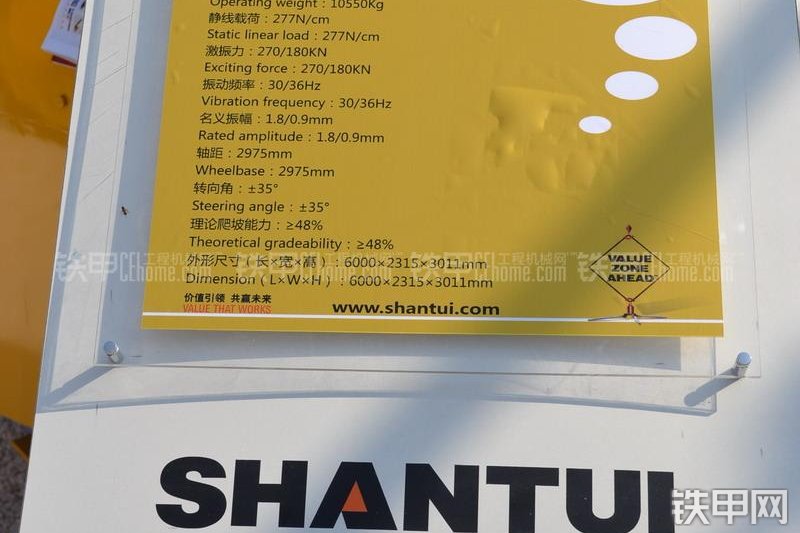 Operating weight : 10550Kg
静线载荷 : 277N/cm
Static linear load : 277N/cm
激振力 : 270/180KN
Exciting force : 270/180KN
振动频率 : 30/36Hz
Vibration frequency : 30/36Hz
名义振幅 : 1.8/0.9mm
Rated amplitude : 1.8/0.9mm
轴距 : 2975mm
Wheelbase : 2975mm
转向角 : ±35°
Steering angle : ±35°
理论爬坡能力 : ≥48%
Theoretical gradeability : ≥48%
外形尺寸 ( 长×宽×高 ) : 6000×2315×3011mm
Dimension ( L×W×H ) : 6000×2315×3011mm
价值引领 共赢未来
VALUE THAT WORKS
www.shantui.com
VALUE
ZONE
AHEAD
SHANTUI
铁甲网